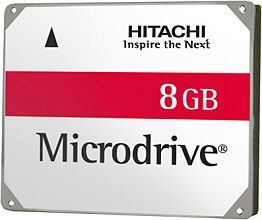 HITACHI
Inspire the Next
8 GB
Microdrive®